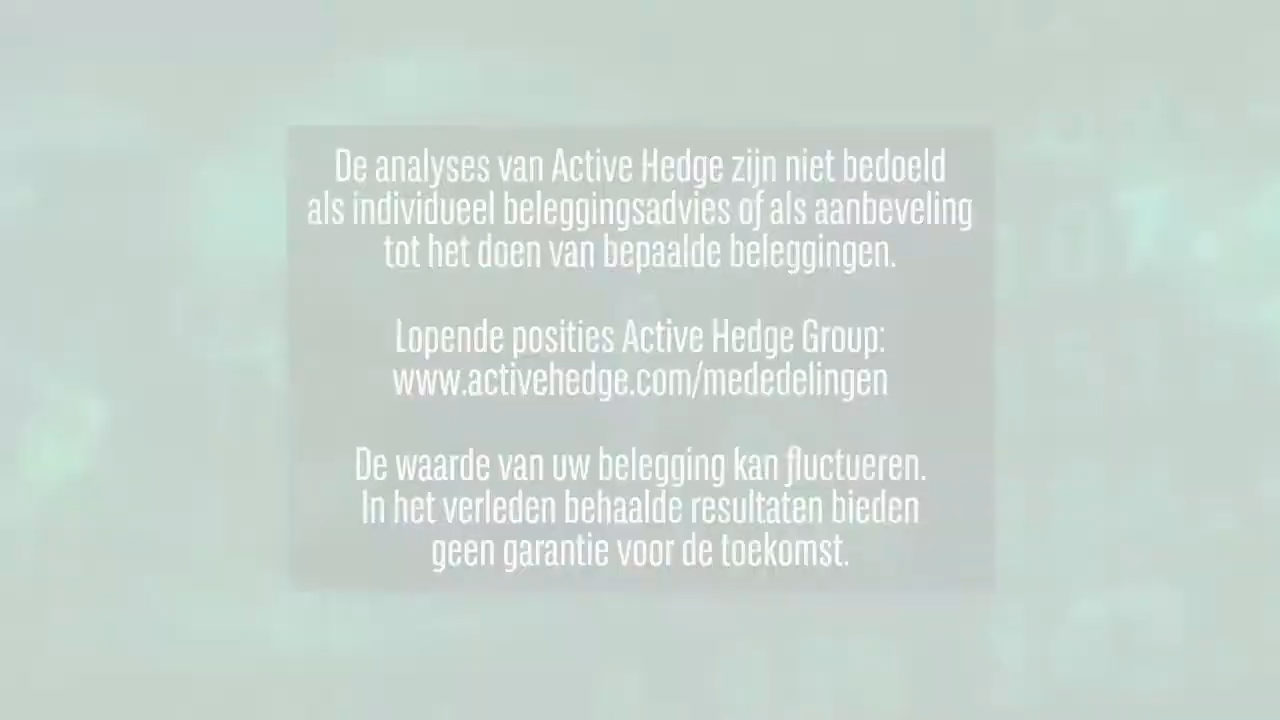 De analyses van Active Hedge zijn niet bedoeld
als individueel beleggingsadvies of als aanbeveling
tot het doen van bepaalde beleggingen.
Lopende posities Active Hedge Group:
www.activehedge.com/mededelingen
De waarde van uw belegging kan fluctueren.
In het verleden behaalde resultaten bieden
geen garantie voor de toekomst.